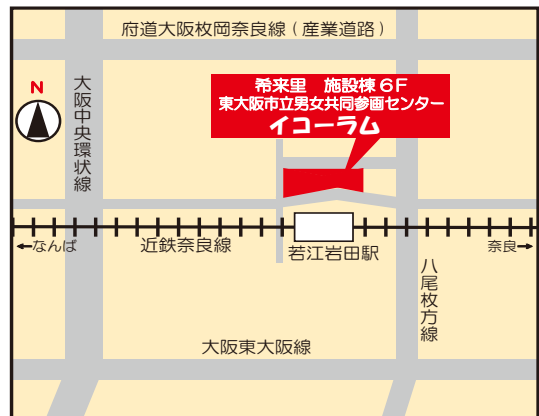 府道大阪枚岡奈良線（産業道路）
N
大阪中央環状線
希来里　施設棟６F
東大阪市立男女共同参画センター
イコーラム
←なんば
近鉄奈良線
若江岩田駅
奈良→
八尾枚方線
大阪東大阪線